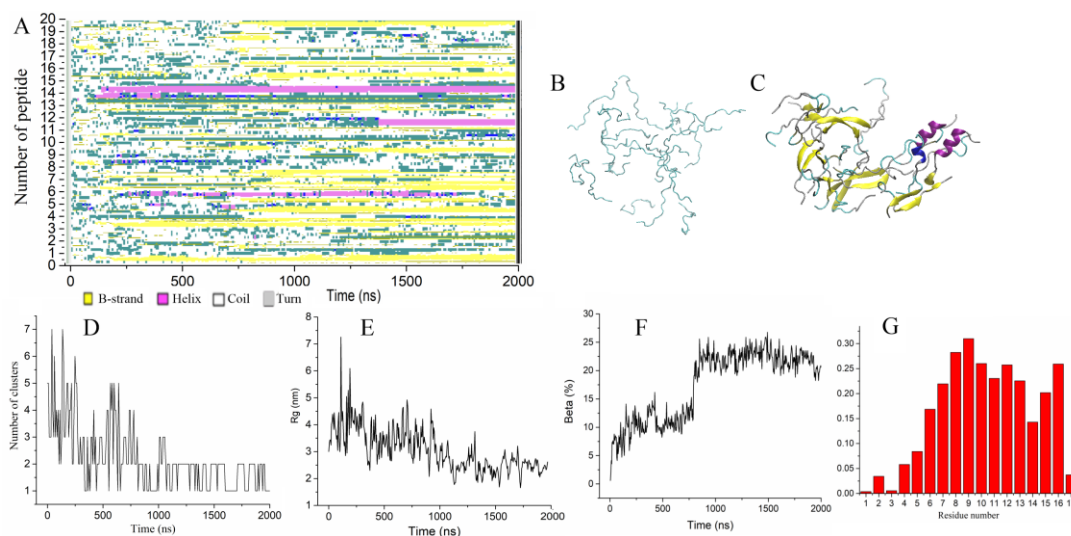 A
Number of peptide
20
19
18
17
16
15
14
13
12
11
10
9
8
7
6
5
4
3
2
1
0
0 500 1000 1500 2000
Time (ns)
B-strand Helix Coil Turn
B
C
D
Number of clusters
7
6
5
4
3
2
1
0 500 1000 1500 2000
Time (ns)
E
Rg (nm)
8
7
6
5
4
3
2
1
0
0 500 1000 1500 2000
Time (ns)
F
Beta (%)
30
25
20
15
10
5
0
0 500 1000 1500 2000
Time (ns)
G
0.30
0.25
0.20
0.15
0.10
0.05
0.00
1 2 3 4 5 6 7 8 9 10 11 12 13 14 15 16
Residue number